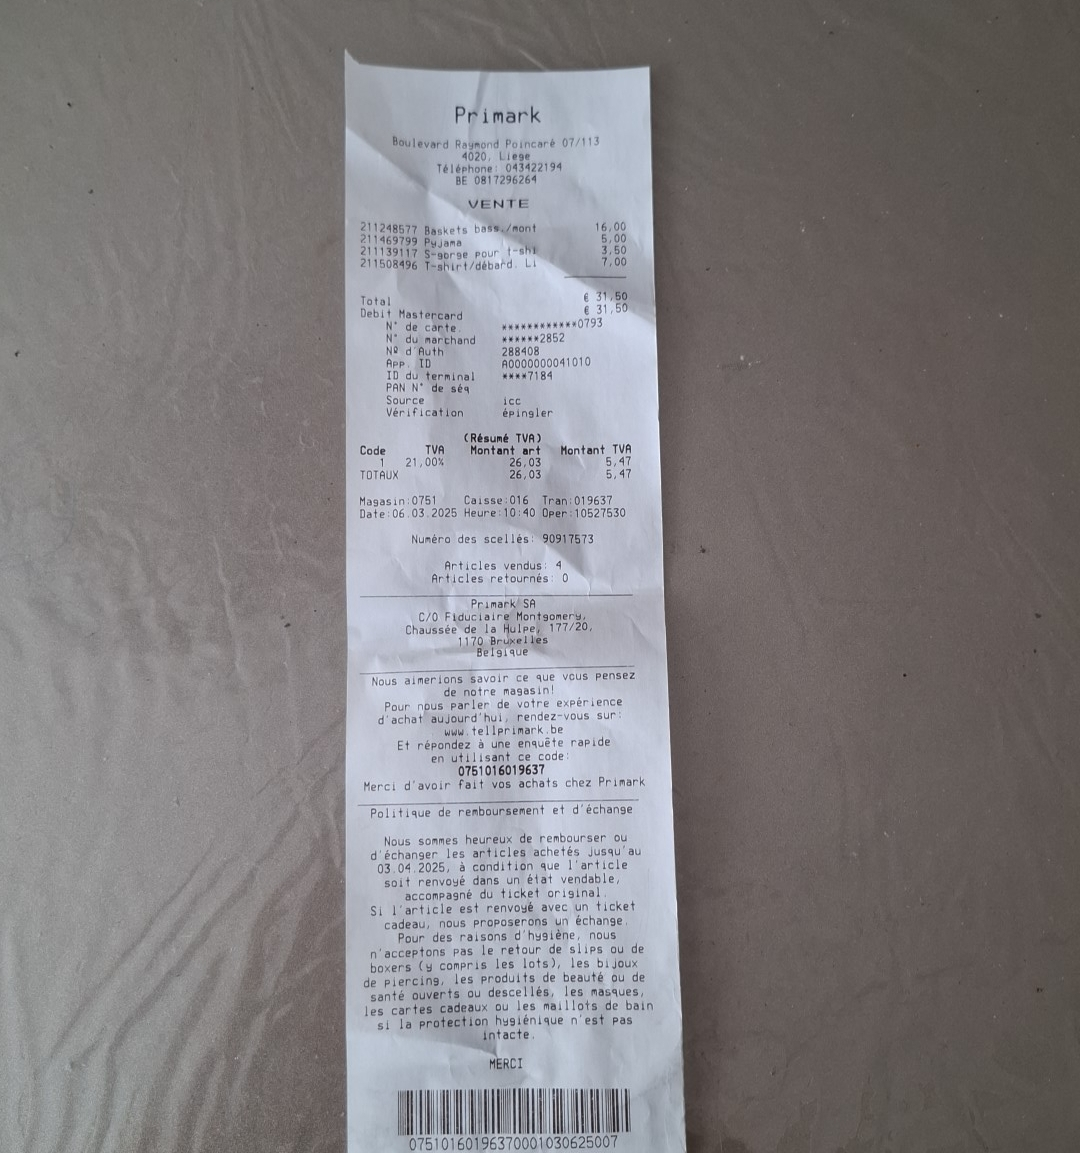 Primark
Boulevard Raymond Poincaré 07/113
4020, Liege
Téléphone: 043422194
BE 0817296264
VENTE
211248577 Baskets bass./mont 16,00
211469799 Pyjama 5,00
211139117 S-gorge pour t-shi 3,50
211508496 T-shirt/débard. Li 7,00
Total € 31,50
Debit Mastercard € 31,50
N° de carte. ************0793
N° du marchand ******2852
Nº d'Auth 288408
App. ID A0000000041010
ID du terminal ****7184
PAN N° de séq
Source icc
Vérification épingler
(Résumé TVA)
Code TVA Montant art Montant TVA
1 21,00% 26,03 5,47
TOTAUX 26,03 5,47
Magasin:0751 Caisse:016 Tran:019637
Date:06.03.2025 Heure:10:40 Oper:10527530
Numéro des scellés: 90917573
Articles vendus: 4
Articles retournés: 0
Primark SA
C/O Fiduciaire Montgomery,
Chaussée de la Hulpe, 177/20,
1170 Bruxelles
Belgique
Nous aimerions savoir ce que vous pensez
de notre magasin!
Pour nous parler de votre expérience
d'achat aujourd'hui, rendez-vous sur:
www.tellprimark.be
Et répondez à une enquête rapide
en utilisant ce code:
0751016019637
Merci d'avoir fait vos achats chez Primark
Politique de remboursement et d'échange
Nous sommes heureux de rembourser ou
d'échanger les articles achetés jusqu'au
03.04.2025, à condition que l'article
soit renvoyé dans un état vendable,
accompagné du ticket original.
Si l'article est renvoyé avec un ticket
cadeau, nous proposerons un échange.
Pour des raisons d'hygiène, nous
n'acceptons pas le retour de slips ou de
boxers (y compris les lots), les bijoux
de piercing, les produits de beauté ou de
santé ouverts ou descellés, les masques,
les cartes cadeaux ou les maillots de bain
si la protection hygiénique n'est pas
intacte.
MERCI
07510160196370001030625007